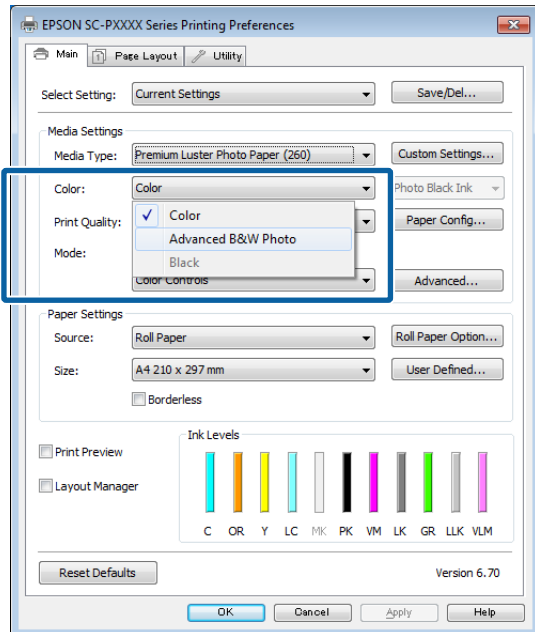 EPSON SC-PXXXX Series Printing Preferences
Main Page Layout Utility
Select Setting: Current Settings Save/Del...
Media Settings
Media Type: Premium Luster Photo Paper (260) Custom Settings...
Color: Color Photo Black Ink
Print Quality: Color Paper Config...
Advanced B&W Photo
Mode:
Black
Color Controls Advanced...
Paper Settings
Source: Roll Paper Roll Paper Option...
Size: A4 210 x 297 mm User Defined...
Borderless
Ink Levels
Print Preview
Layout Manager
C OR Y LC MK PK VM LK GR LLK VLM
Reset Defaults Version 6.70
OK Cancel Apply Help